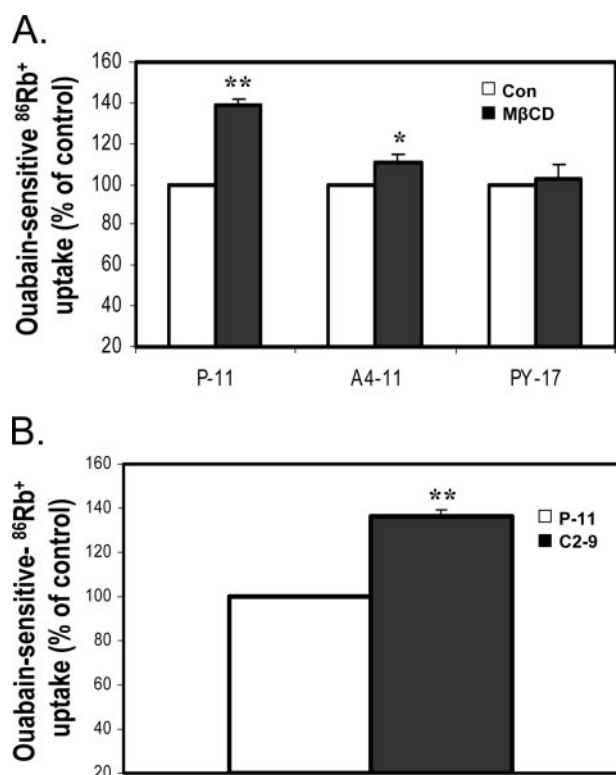 A.
Ouabain-sensitive ⁸⁶Rb⁺
uptake (% of control)
160
140
120
100
80
60
40
20
**
*
Con
MβCD
P-11 A4-11 PY-17
B.
Ouabain-sensitive- ⁸⁶Rb⁺
uptake (% of control)
160
140
120
100
80
60
40
20
**
P-11
C2-9